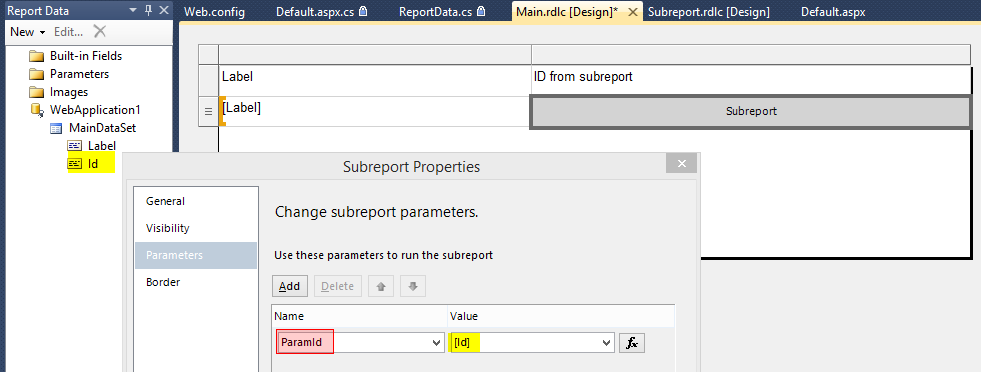 Report Data
New Edit...
Built-in Fields
Parameters
Images
WebApplication1
MainDataSet
Label
Id
Web.config Default.aspx.cs ReportData.cs Main.rdlc [Design]* Subreport.rdlc [Design] Default.aspx
Label ID from subreport
[Label] Subreport
Subreport Properties
General
Visibility
Parameters
Border
Change subreport parameters.
Use these parameters to run the subreport
Add Delete
Name Value
ParamId [Id] fx